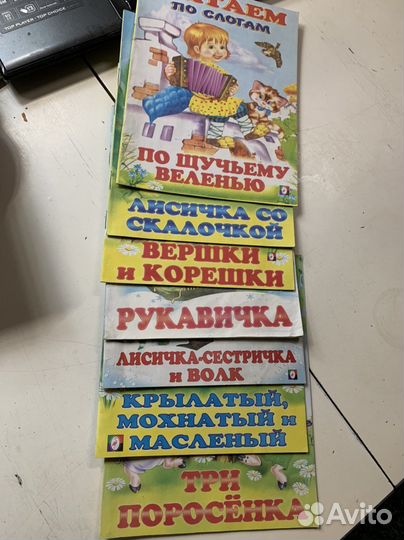 ЧИТАЕМ
ПО СЛОГАМ
ПО ЩУЧЬЕМУ
ВЕЛЕНЬЮ
ЛИСИЧКА СО
СКАЛОЧКОЙ
ВЕРШКИ
И КОРЕШКИ
РУКАВИЧКА
ЛИСИЧКА-СЕСТРИЧКА
И ВОЛК
КРЫЛАТЫЙ,
МОХНАТЫЙ И
МАСЛЕНЫЙ
ТРИ
ПОРОСЁНКА
Avito
TOP PLAYER · TOP CHOICE